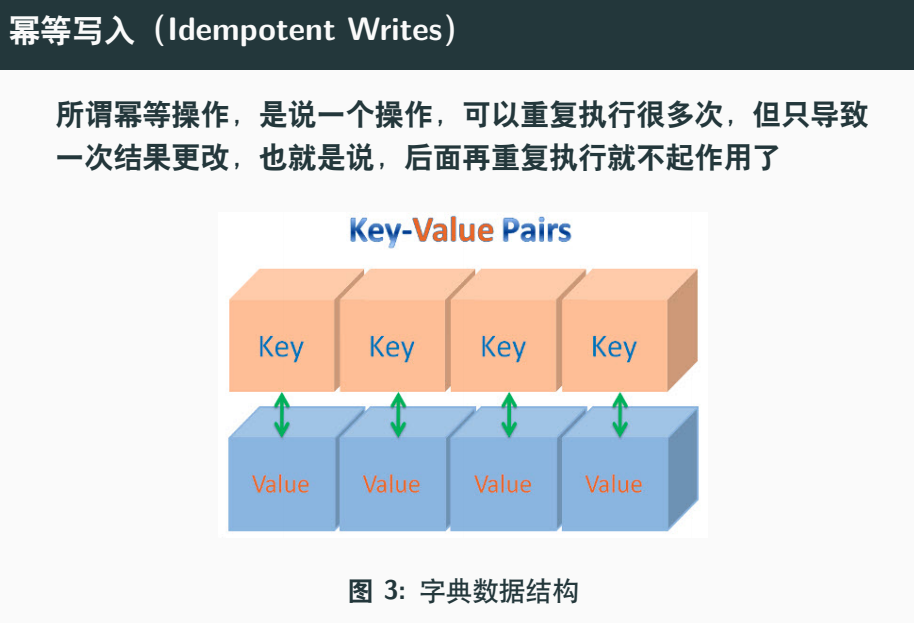 幂等写入（Idempotent Writes）
所谓幂等操作，是说一个操作，可以重复执行很多次，但只导致
一次结果更改，也就是说，后面再重复执行就不起作用了
Key-Value Pairs
Key Key Key Key
Value Value Value Value
图 3: 字典数据结构